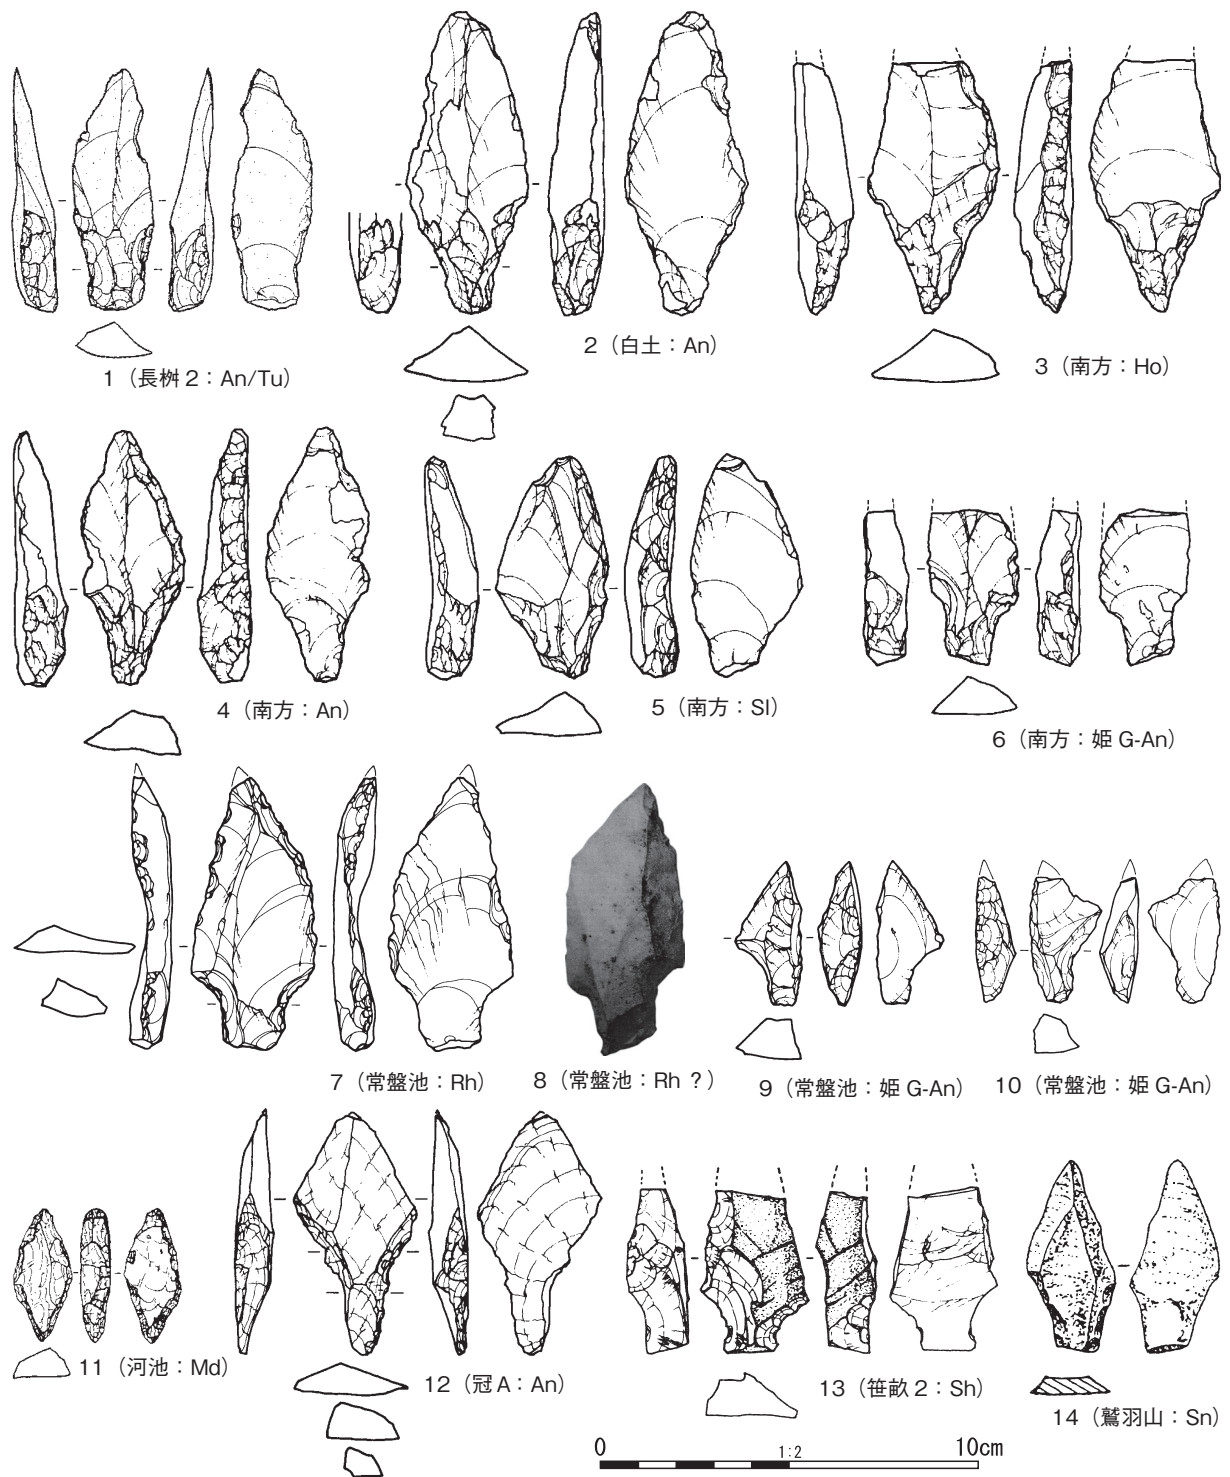 1（長桝 2：An/Tu）
2（白土：An）
3（南方：Ho）
4（南方：An）
5（南方：Sl）
6（南方：姫 G-An）
7（常盤池：Rh）
8（常盤池：Rh ？）
9（常盤池：姫 G-An）
10（常盤池：姫 G-An）
11（河池：Md）
12（冠 A：An）
13（笹畝 2：Sh）
14（鷲羽山：Sn）
0 1:2 10cm